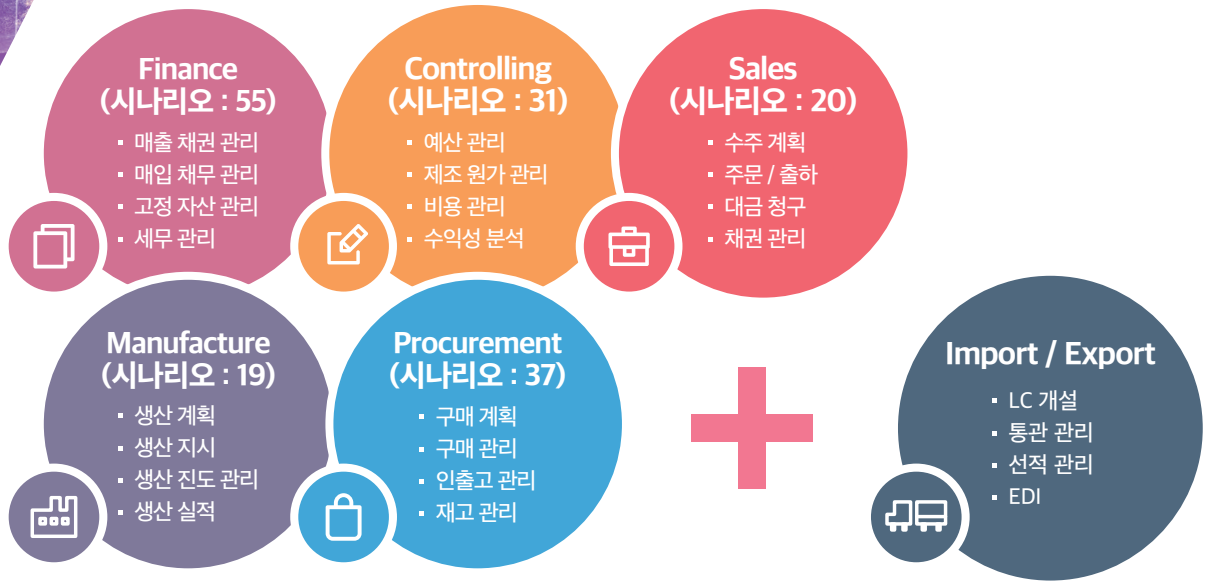 Finance
(시나리오 : 55)
▪ 매출 채권 관리
▪ 매입 채무 관리
▪ 고정 자산 관리
▪ 세무 관리
Controlling
(시나리오 : 31)
▪ 예산 관리
▪ 제조 원가 관리
▪ 비용 관리
▪ 수익성 분석
Sales
(시나리오 : 20)
▪ 수주 계획
▪ 주문 / 출하
▪ 대금 청구
▪ 채권 관리
Manufacture
(시나리오 : 19)
▪ 생산 계획
▪ 생산 지시
▪ 생산 진도 관리
▪ 생산 실적
Procurement
(시나리오 : 37)
▪ 구매 계획
▪ 구매 관리
▪ 인출고 관리
▪ 재고 관리
Import / Export
▪ LC 개설
▪ 통관 관리
▪ 선적 관리
▪ EDI